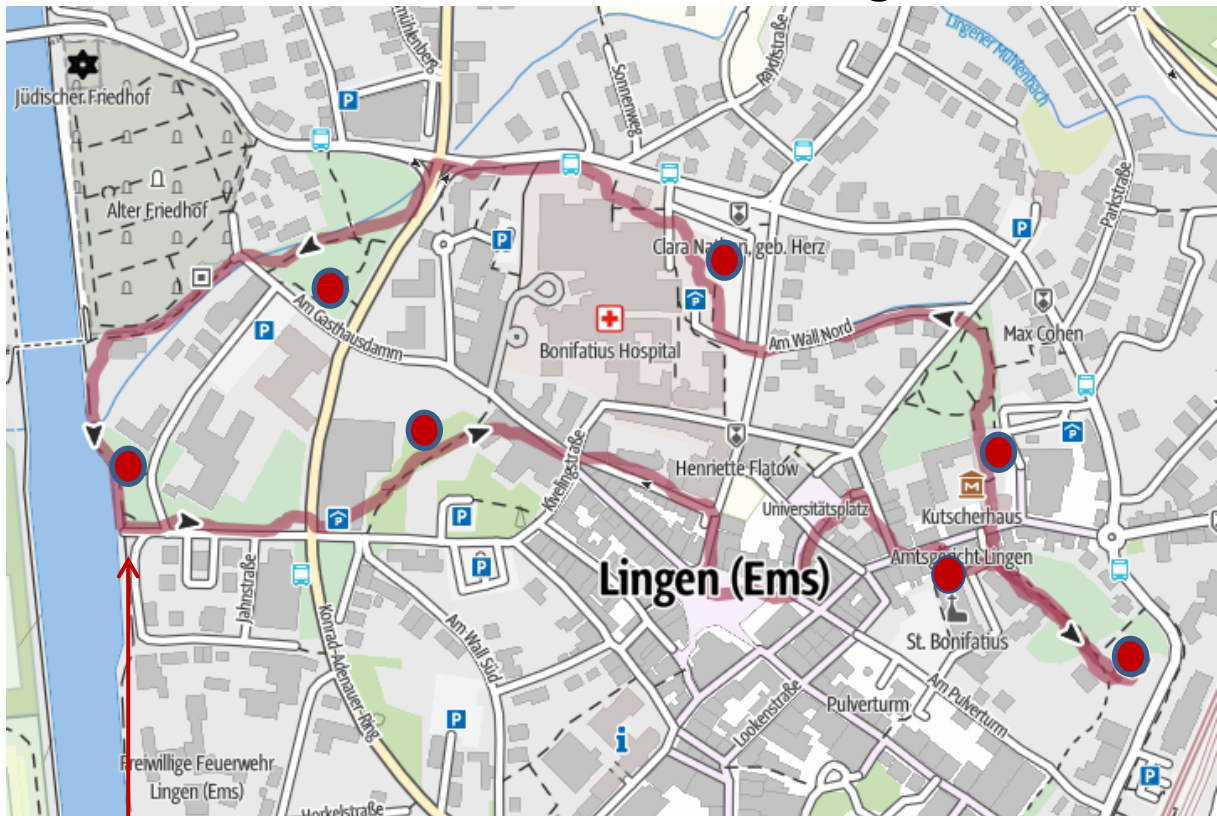 mühlenberg
Jüdischer Friedhof
Sonnenweg
Raydtstraße
Lingener Mühlenbach
Parkstraße
Alter Friedhof
Clara Nathan, geb. Herz
Am Gasthausdamm
Am Wall Nord
Max Cohen
Bonifatius Hospital
Kivelingstraße
Henriette Flatow
Universitätsplatz
Kutscherhaus
Amtsgericht Lingen
Lingen (Ems)
Jahnstraße
Konrad-Adenauer-Ring
Am Wall Süd
St. Bonifatius
Am Pulverturm
Pulverturm
Lookenstraße
Freiwillige Feuerwehr
Lingen (Ems)